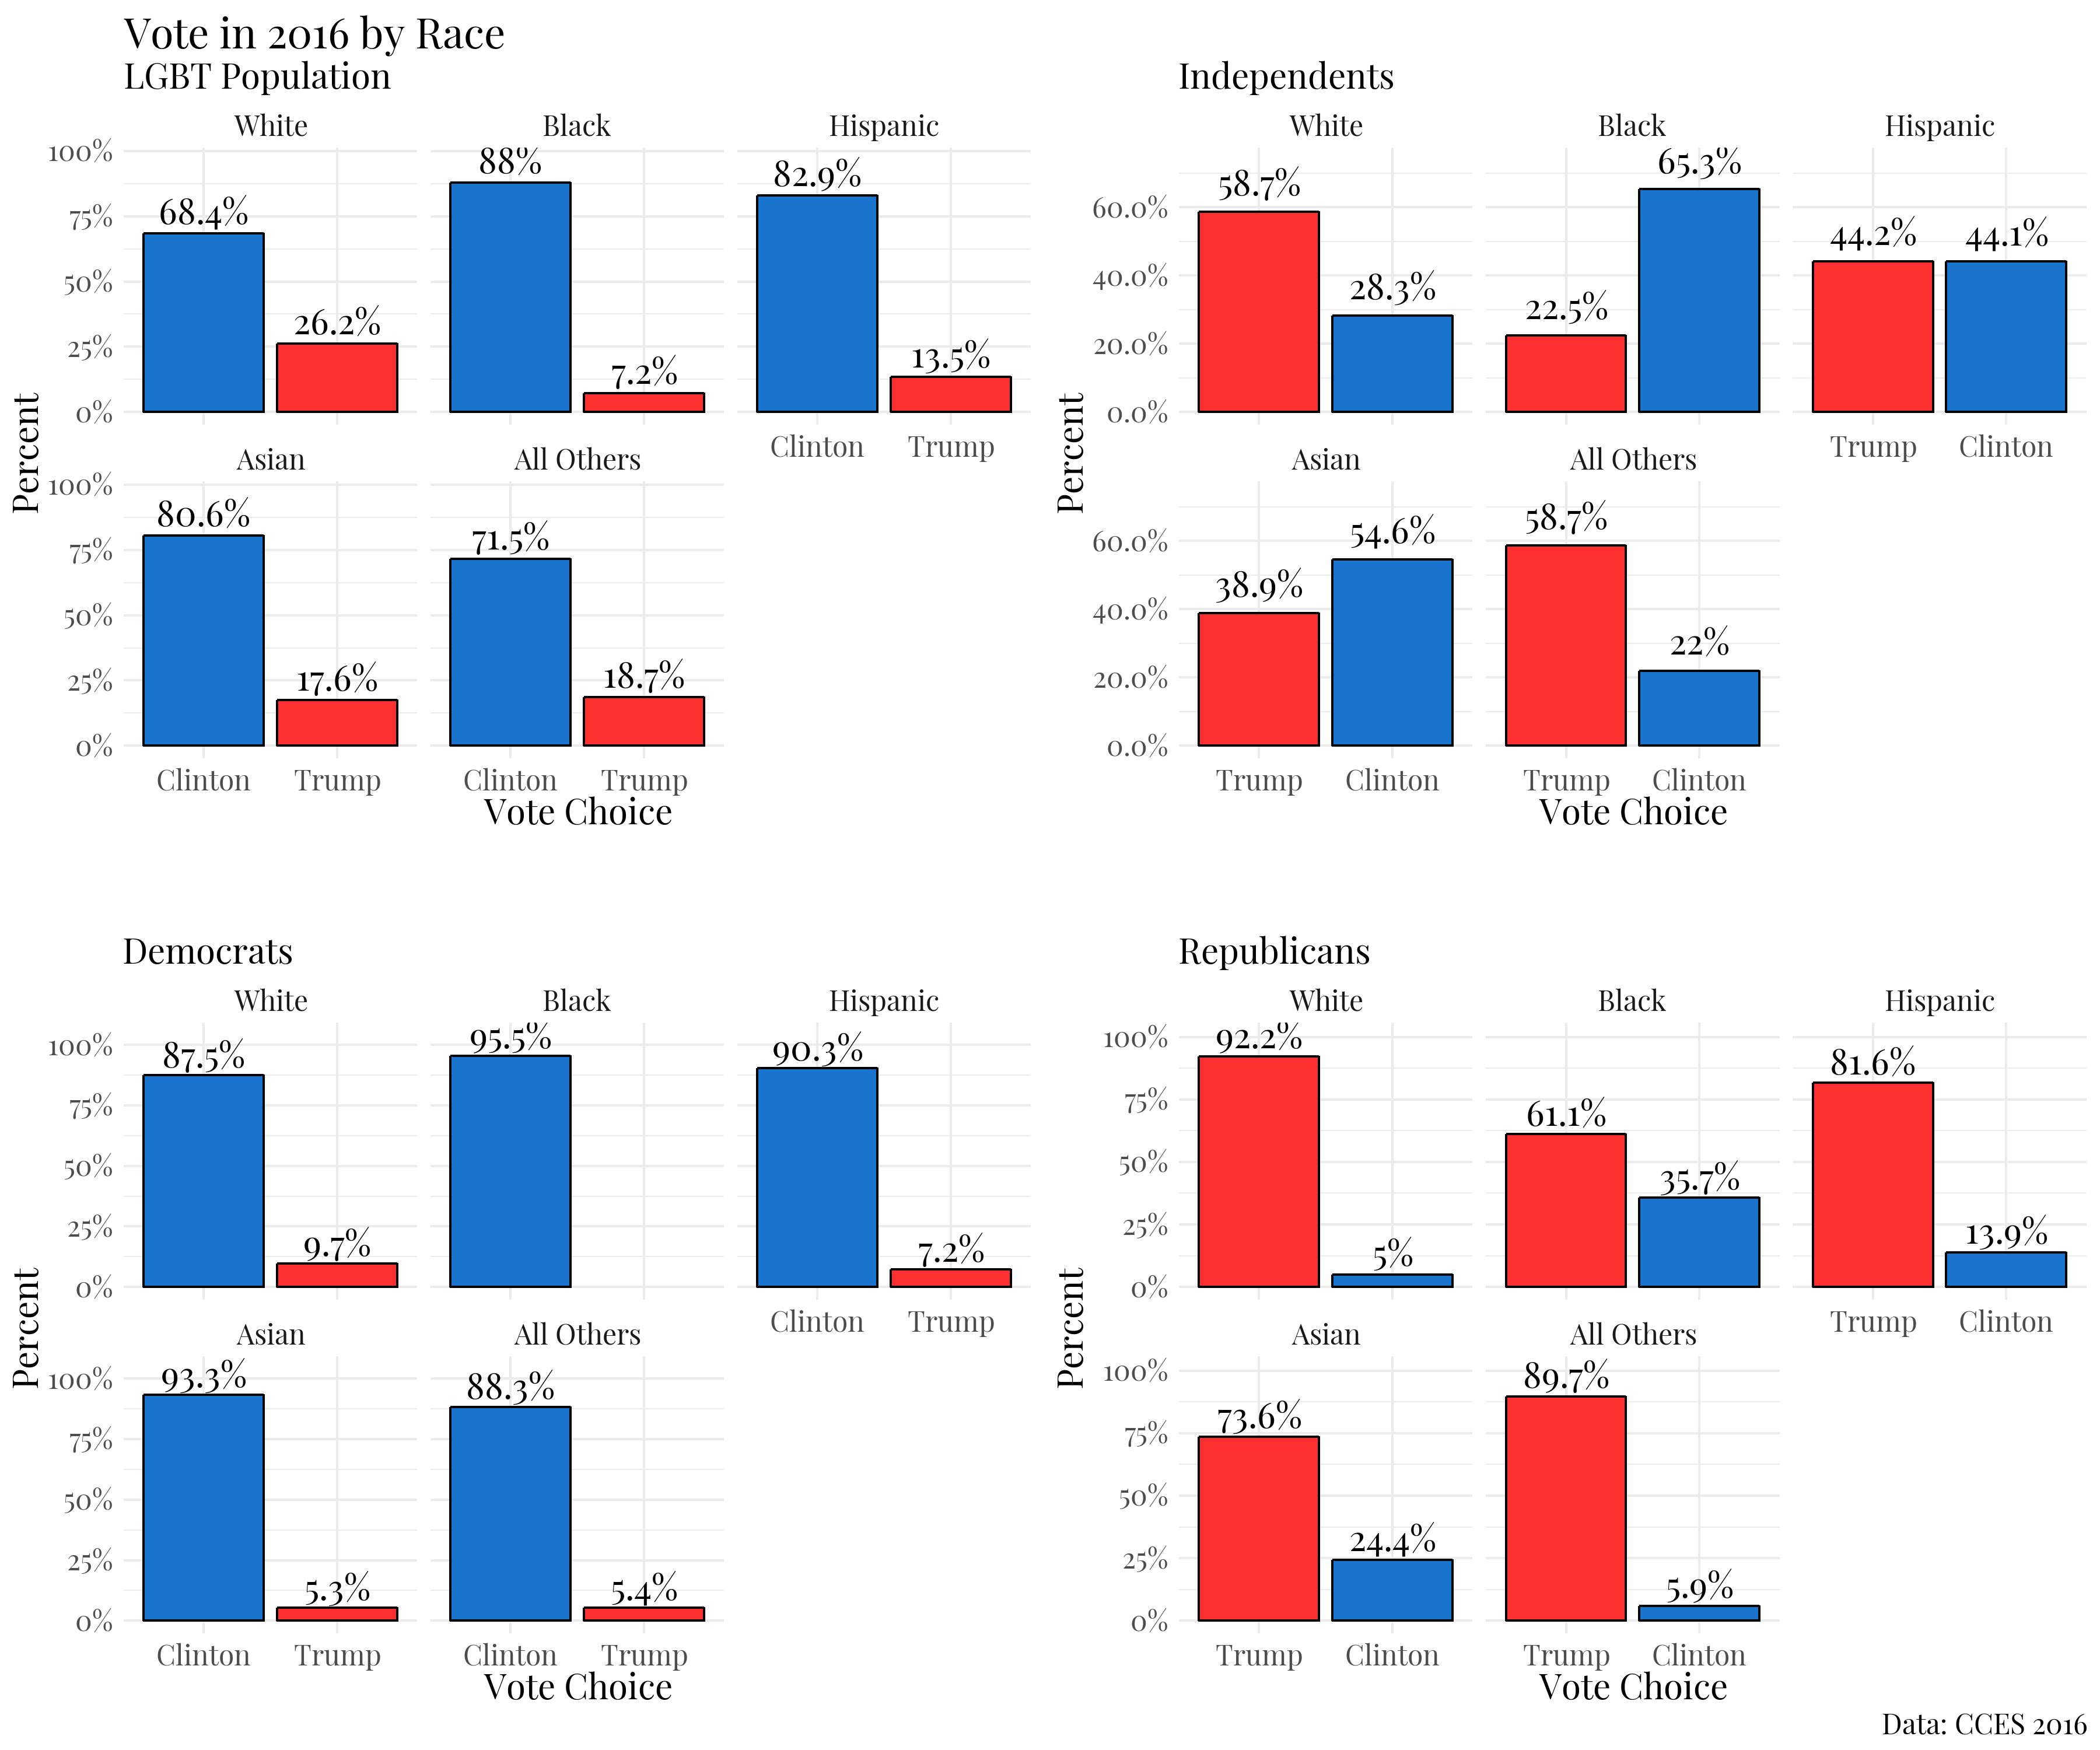 Vote in 2016 by Race
LGBT Population
White Black Hispanic
100%
75%
50%
25%
0%
68.4% 26.2% 88% 7.2% 82.9% 13.5%
Clinton Trump
Asian All Others
100%
75%
50%
25%
0%
80.6% 17.6% 71.5% 18.7%
Clinton Trump Clinton Trump
Percent
Vote Choice
Independents
White Black Hispanic
60.0%
40.0%
20.0%
0.0%
58.7% 28.3% 22.5% 65.3% 44.2% 44.1%
Trump Clinton
Asian All Others
60.0%
40.0%
20.0%
0.0%
38.9% 54.6% 58.7% 22%
Trump Clinton Trump Clinton
Percent
Vote Choice
Democrats
White Black Hispanic
100%
75%
50%
25%
0%
87.5% 9.7% 95.5% 90.3% 7.2%
Clinton Trump
Asian All Others
100%
75%
50%
25%
0%
93.3% 5.3% 88.3% 5.4%
Clinton Trump Clinton Trump
Percent
Vote Choice
Republicans
White Black Hispanic
100%
75%
50%
25%
0%
92.2% 5% 61.1% 35.7% 81.6% 13.9%
Trump Clinton
Asian All Others
100%
75%
50%
25%
0%
73.6% 24.4% 89.7% 5.9%
Trump Clinton Trump Clinton
Percent
Vote Choice
Data: CCES 2016